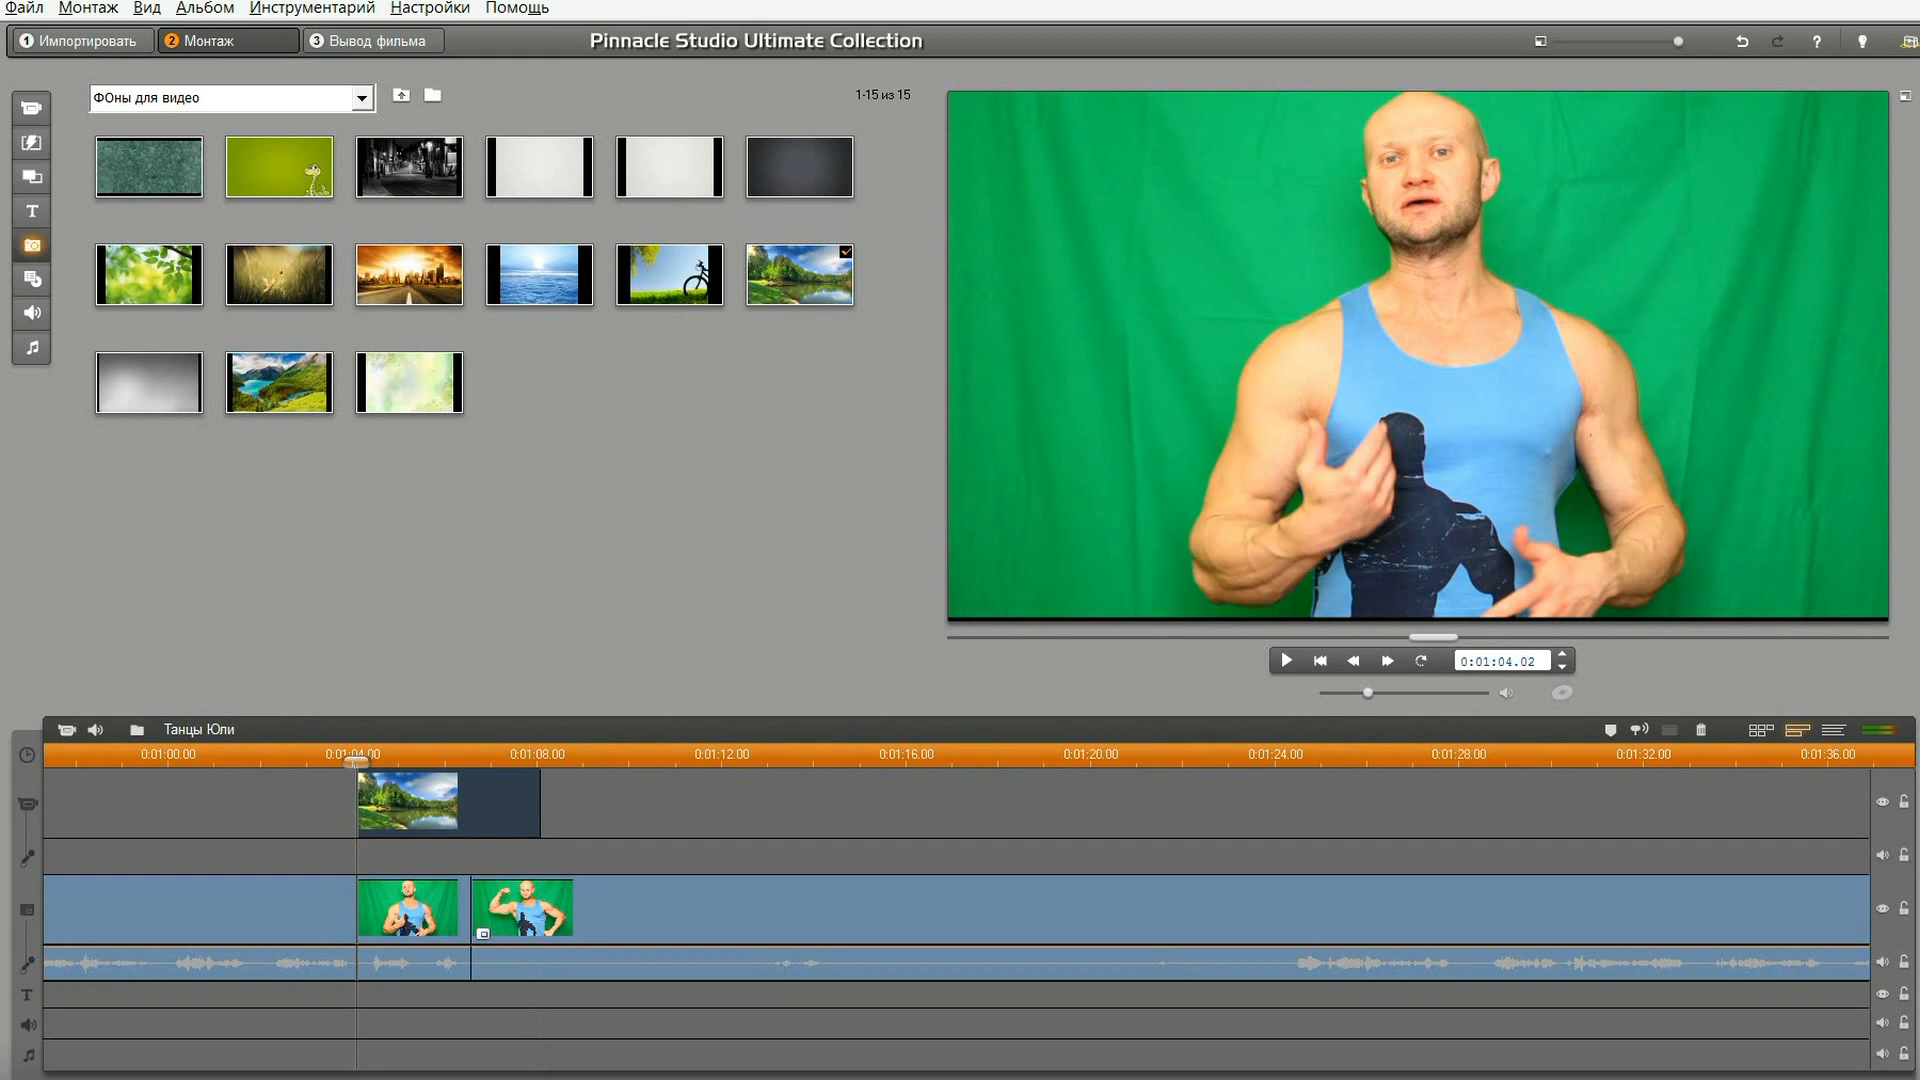 Файл Монтаж Вид Альбом Инструментарий Настройки Помощь
1 Импортировать 2 Монтаж 3 Вывод фильма
Pinnacle Studio Ultimate Collection
?
ФОны для видео
1-15 из 15
T
0:01:04.02
Танцы Юли
0:01:00.00 0:01:04.00 0:01:08.00 0:01:12.00 0:01:16.00 0:01:20.00 0:01:24.00 0:01:28.00 0:01:32.00 0:01:36.00
T